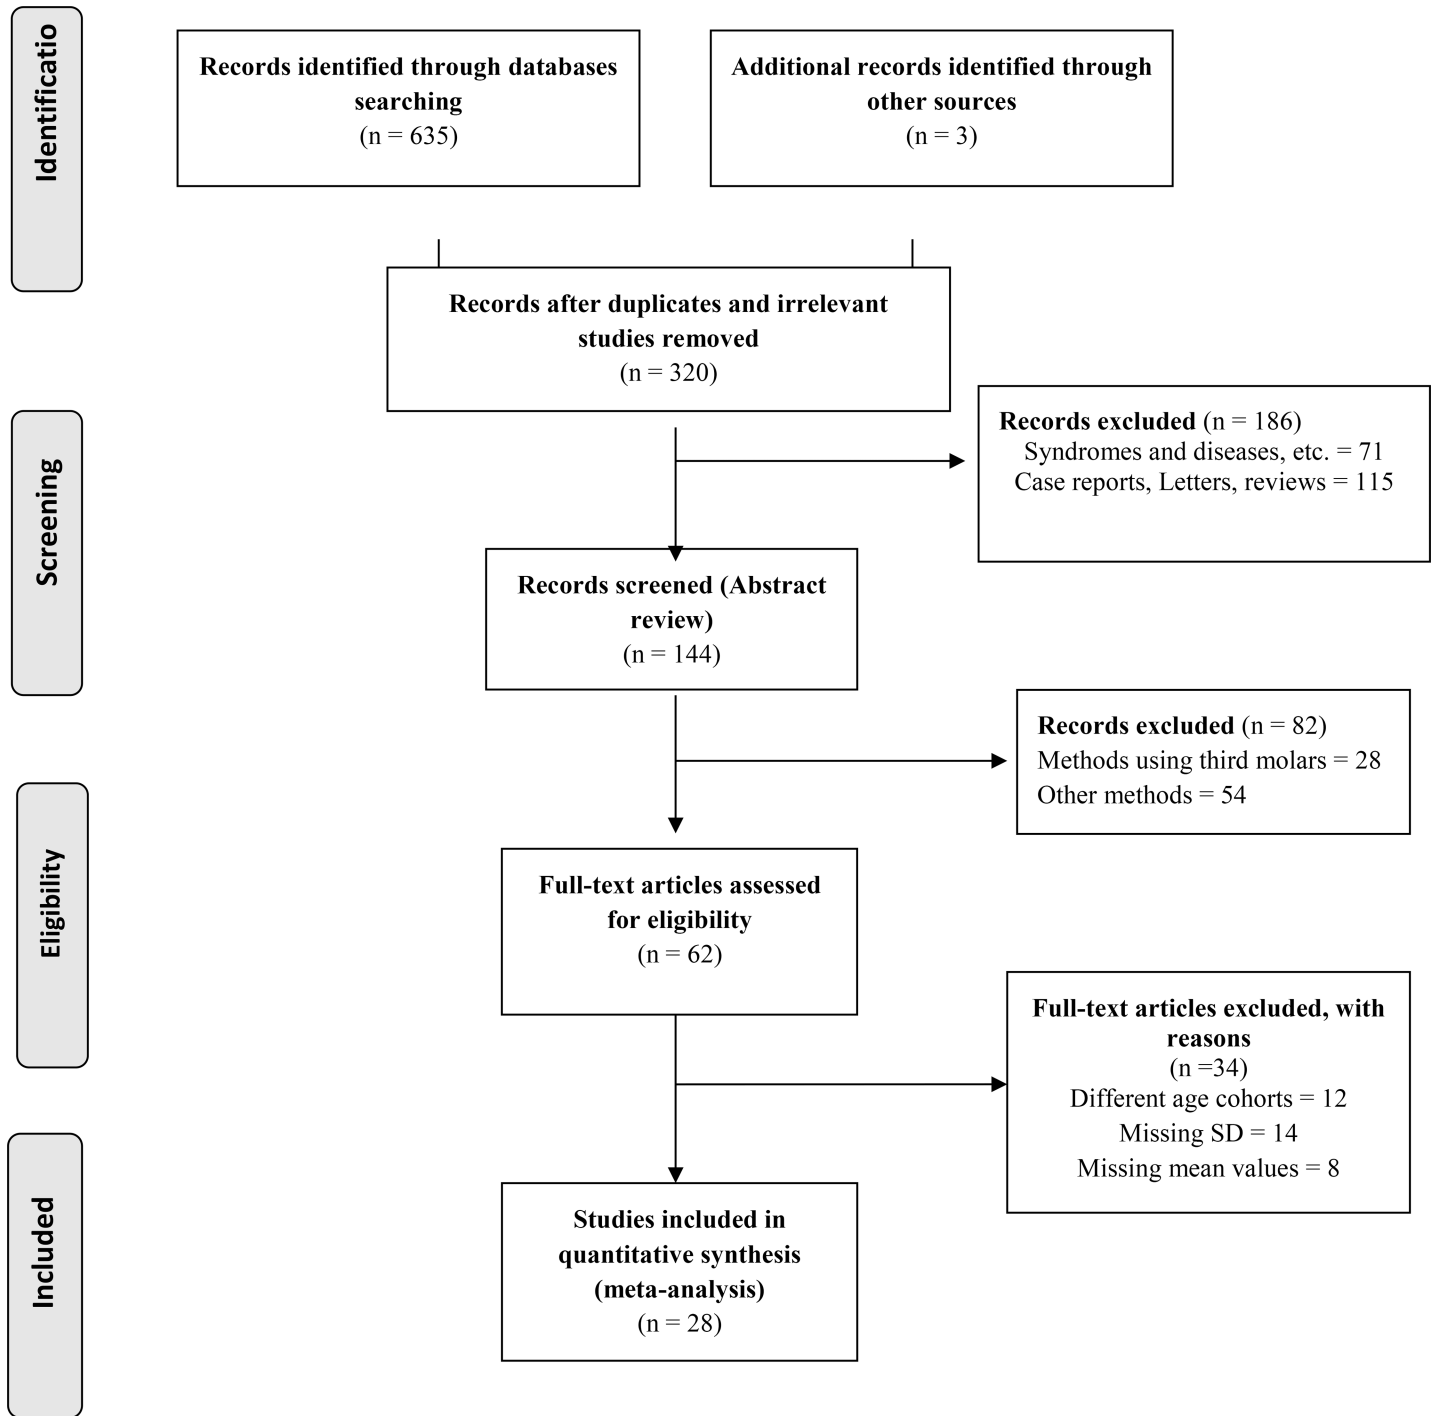 Identificatio
Records identified through databases
searching
(n = 635)
Additional records identified through
other sources
(n = 3)
Records after duplicates and irrelevant
studies removed
(n = 320)
Screening
Records excluded (n = 186)
Syndromes and diseases, etc. = 71
Case reports, Letters, reviews = 115
Records screened (Abstract
review)
(n = 144)
Records excluded (n = 82)
Methods using third molars = 28
Other methods = 54
Eligibility
Full-text articles assessed
for eligibility
(n = 62)
Full-text articles excluded, with
reasons
(n =34)
Different age cohorts = 12
Missing SD = 14
Missing mean values = 8
Included
Studies included in
quantitative synthesis
(meta-analysis)
(n = 28)